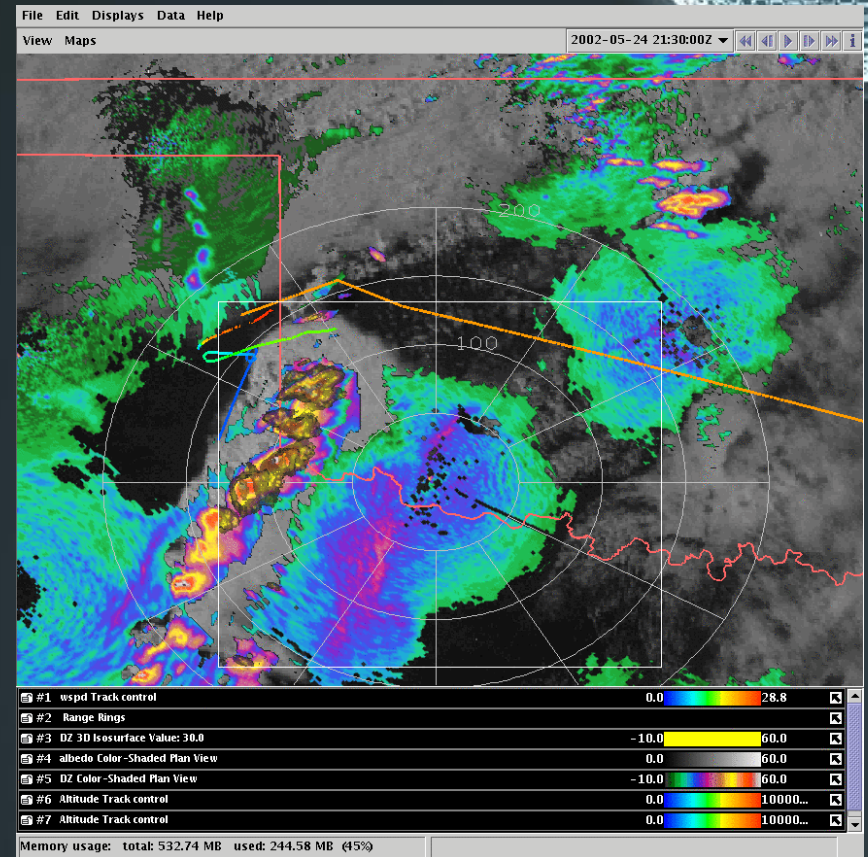 File Edit Displays Data Help
View Maps 2002-05-24 21:30:00Z
200
100
#1 wspd Track control 0.0 28.8
#2 Range Rings
#3 DZ 3D Isosurface Value: 30.0 -10.0 60.0
#4 albedo Color-Shaded Plan View 0.0 60.0
#5 DZ Color-Shaded Plan View -10.0 60.0
#6 Altitude Track control 0.0 10000...
#7 Altitude Track control 0.0 10000...
Memory usage: total: 532.74 MB used: 244.58 MB (45%)